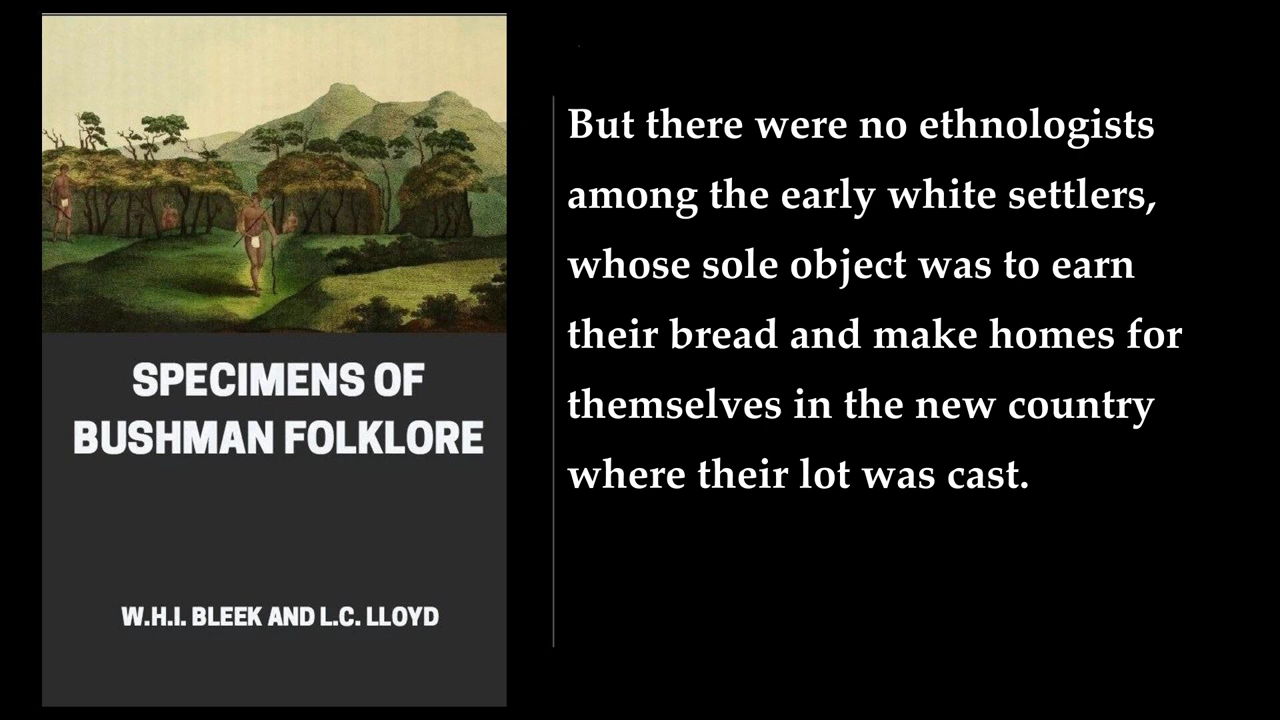 SPECIMENS OF
BUSHMAN FOLKLORE
W.H.I. BLEEK AND L.C. LLOYD
But there were no ethnologists
among the early white settlers,
whose sole object was to earn
their bread and make homes for
themselves in the new country
where their lot was cast.